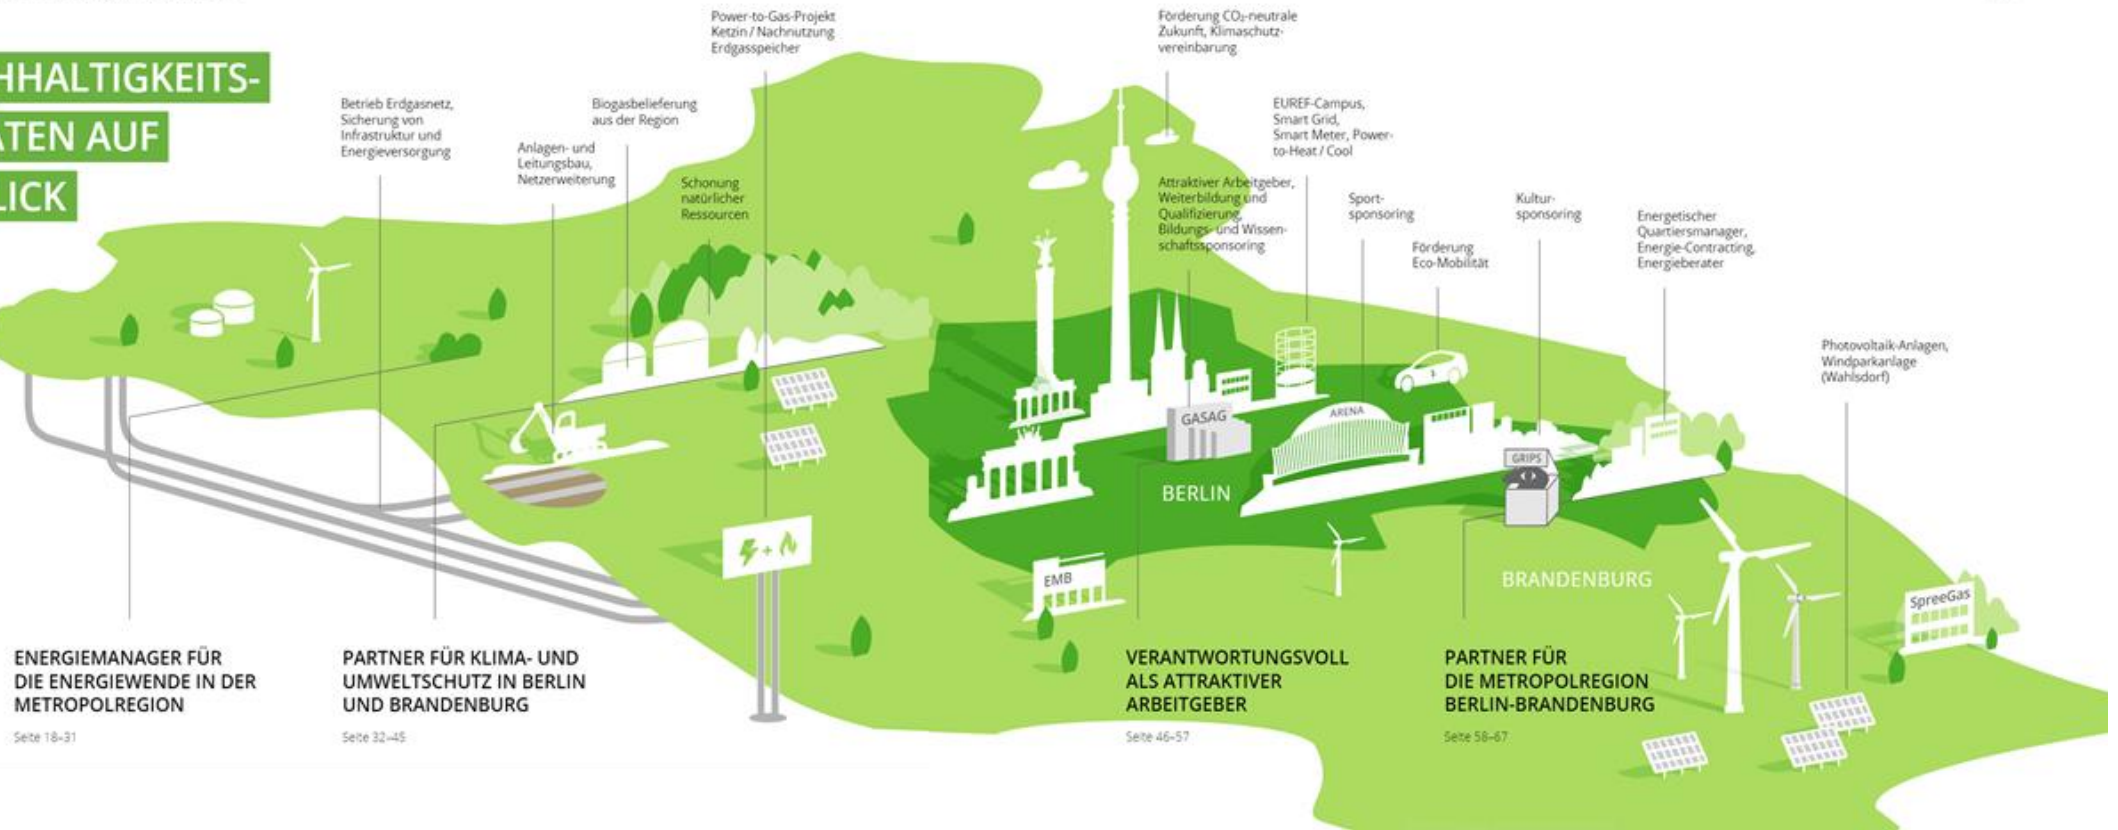 HHALTIGKEITS-
ATEN AUF
LICK
Power-to-Gas-Projekt
Ketzin / Nachnutzung
Erdgasspeicher
Förderung CO₂-neutrale
Zukunft, Klimaschutz-
vereinbarung
Betrieb Erdgasnetz,
Sicherung von
Infrastruktur und
Energieversorgung
Biogasbelieferung
aus der Region
EUREF-Campus,
Smart Grid,
Smart Meter, Power-
to-Heat / Cool
Anlagen- und
Leitungsbau,
Netzerweiterung
Schonung
natürlicher
Ressourcen
Attraktiver Arbeitgeber,
Weiterbildung und
Qualifizierung,
Bildungs- und Wissen-
schaftssponsoring
Sport-
sponsoring
Kultur-
sponsoring
Förderung
Eco-Mobilität
Energetischer
Quartiersmanager,
Energie-Contracting,
Energieberater
Photovoltaik-Anlagen,
Windparkanlage
(Wahlsdorf)
GASAG
ARENA
GRIPS
BERLIN
EMB
BRANDENBURG
SpreeGas
ENERGIEMANAGER FÜR
DIE ENERGIEWENDE IN DER
METROPOLREGION
Seite 18–31
PARTNER FÜR KLIMA- UND
UMWELTSCHUTZ IN BERLIN
UND BRANDENBURG
Seite 32–45
VERANTWORTUNGSVOLL
ALS ATTRAKTIVER
ARBEITGEBER
Seite 46–57
PARTNER FÜR
DIE METROPOLREGION
BERLIN-BRANDENBURG
Seite 58–67